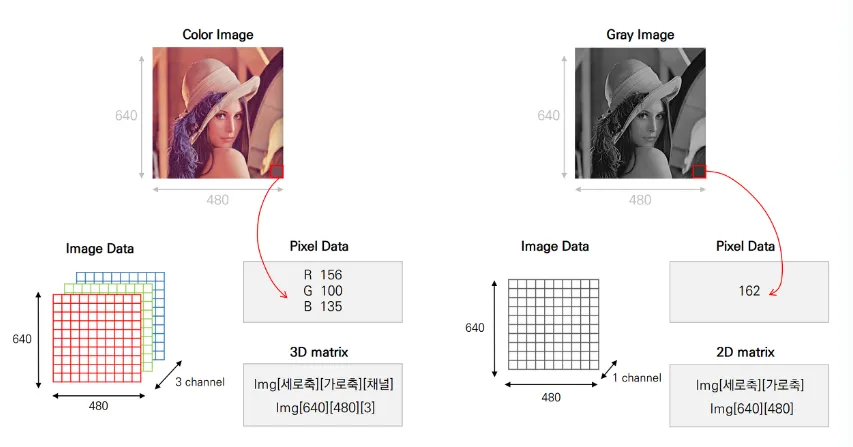 Color Image
640
480
Image Data
640
480
3 channel
Pixel Data
R 156
G 100
B 135
3D matrix
Img[세로축][가로축][채널]
Img[640][480][3]
Gray Image
640
480
Image Data
640
480
1 channel
Pixel Data
162
2D matrix
Img[세로축][가로축]
Img[640][480]